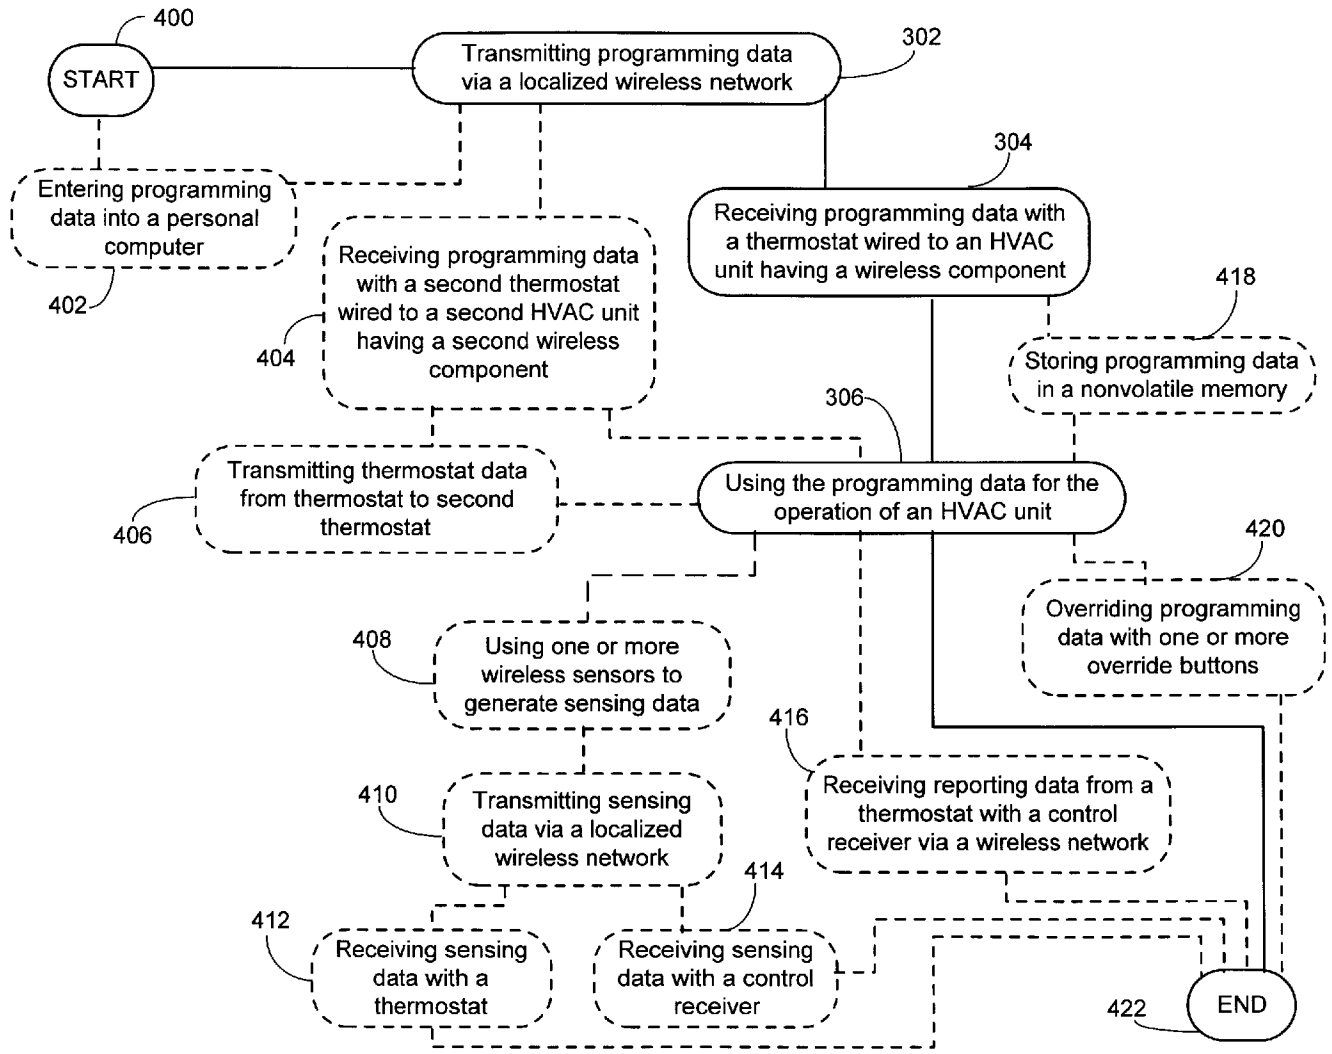 400
START
Transmitting programming data
via a localized wireless network
302
304
Entering programming
data into a personal
computer
402
Receiving programming data with
a thermostat wired to an HVAC
unit having a wireless component
Receiving programming data
with a second thermostat
wired to a second HVAC unit
having a second wireless
component
404
418
Storing programming data
in a nonvolatile memory
306
Transmitting thermostat data
from thermostat to second
thermostat
406
Using the programming data for the
operation of an HVAC unit
420
Overriding programming
data with one or more
override buttons
408
Using one or more
wireless sensors to
generate sensing data
416
Receiving reporting data from a
thermostat with a control
receiver via a wireless network
410
Transmitting sensing
data via a localized
wireless network
414
412
Receiving sensing
data with a
thermostat
Receiving sensing
data with a control
receiver
END
422